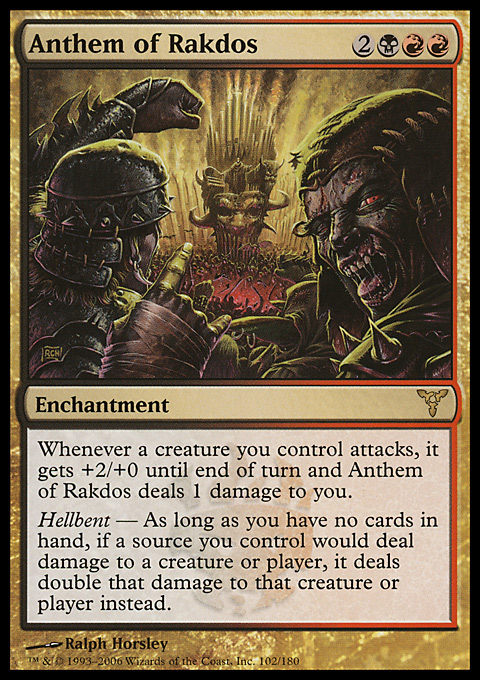 Anthem of Rakdos 2
RCH
Enchantment
Whenever a creature you control attacks, it
gets +2/+0 until end of turn and Anthem
of Rakdos deals 1 damage to you.
Hellbent — As long as you have no cards in
hand, if a source you control would deal
damage to a creature or player, it deals
double that damage to that creature or
player instead.
Ralph Horsley
™ & © 1993–2006 Wizards of the Coast, Inc. 102/180